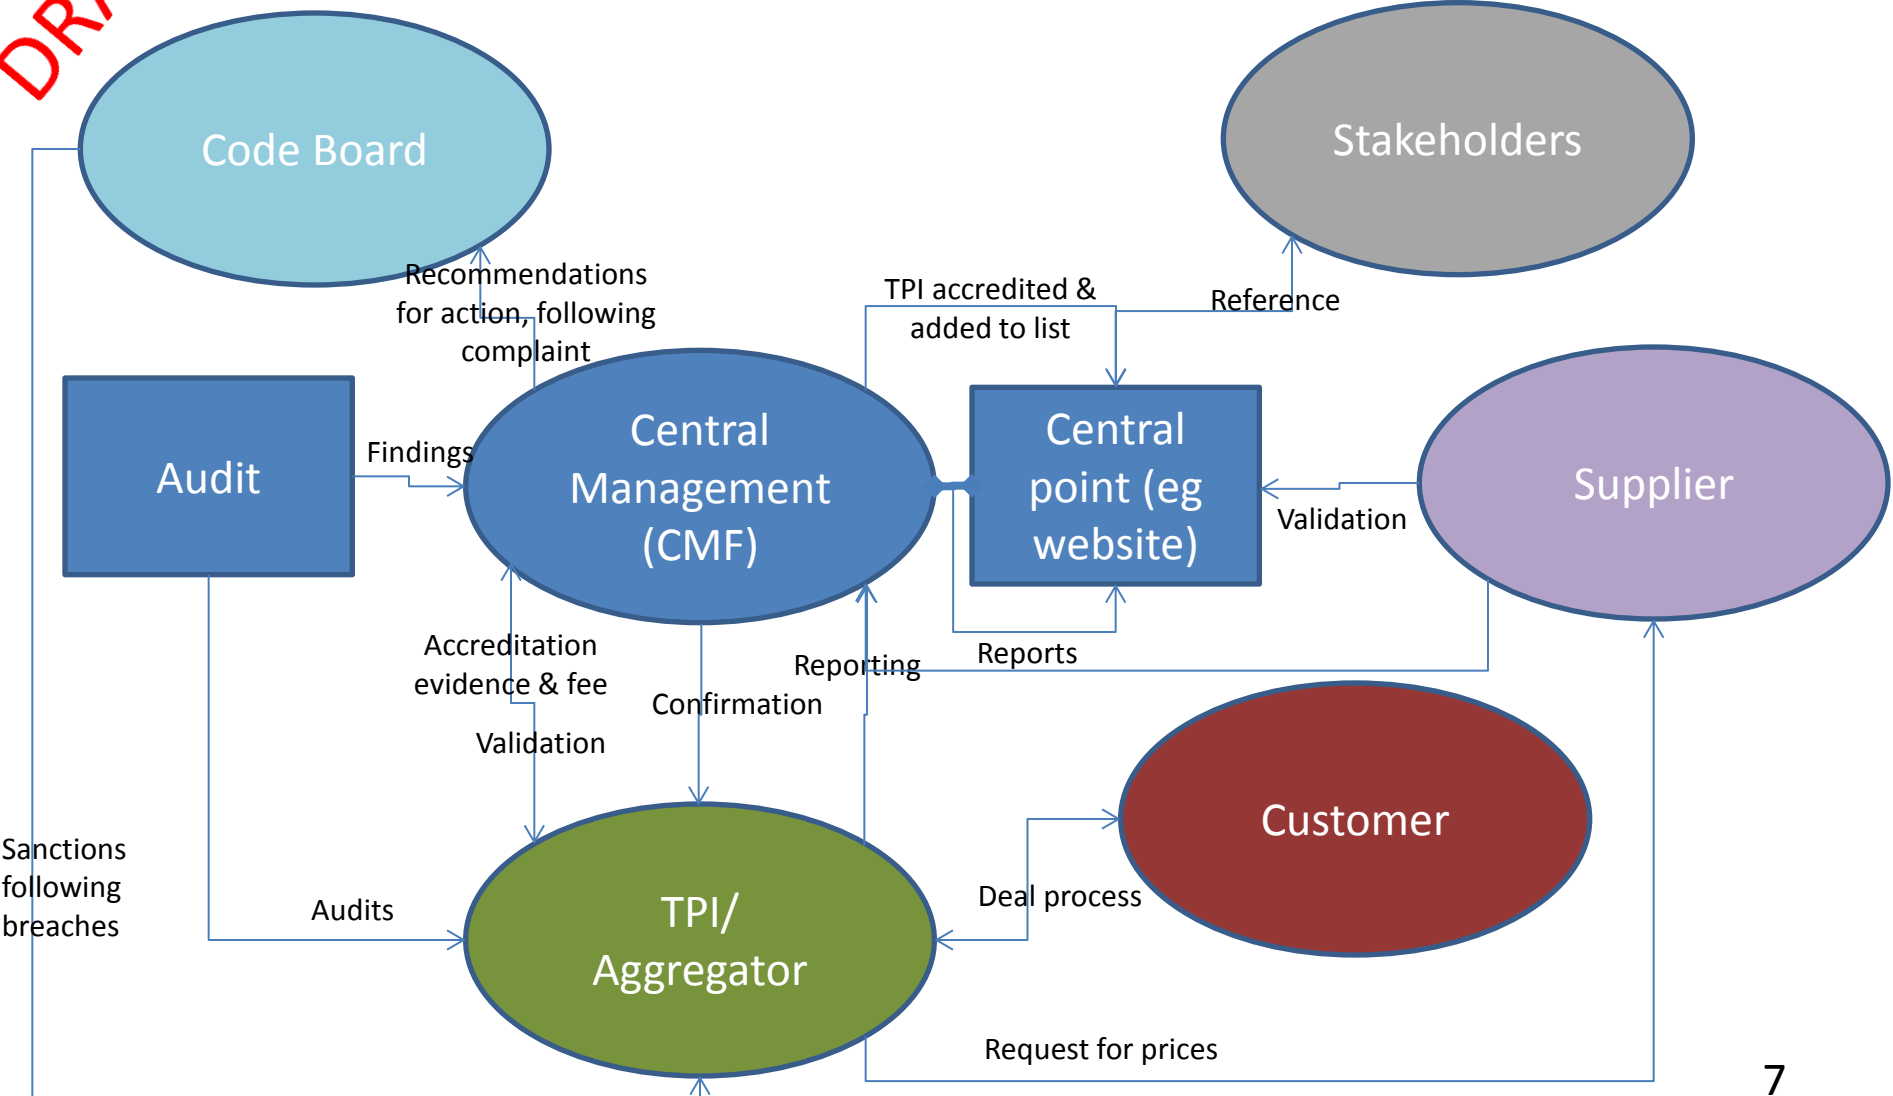 Code Board
Stakeholders
Recommendations
for action, following
complaint
TPI accredited &
added to list
Reference
Audit
Findings
Central
Management
(CMF)
Central
point (eg
website)
Validation
Supplier
Accreditation
evidence & fee
Validation
Confirmation
Reporting
Reports
Customer
Deal process
Sanctions
following
breaches
Audits
TPI/
Aggregator
Request for prices
7